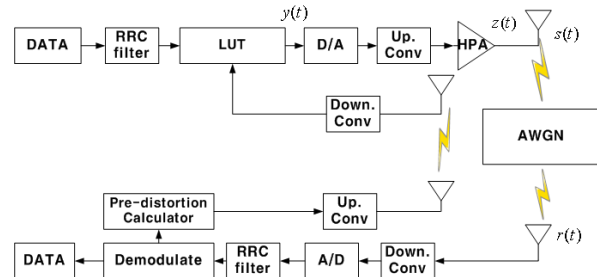 y(t)
z(t)
DATA
RRC
filter
LUT
D/A
Up.
Conv
HPA
s(t)
Down.
Conv
AWGN
Pre-distortion
Calculator
Up.
Conv
r(t)
DATA
Demodulate
RRC
filter
A/D
Down.
Conv